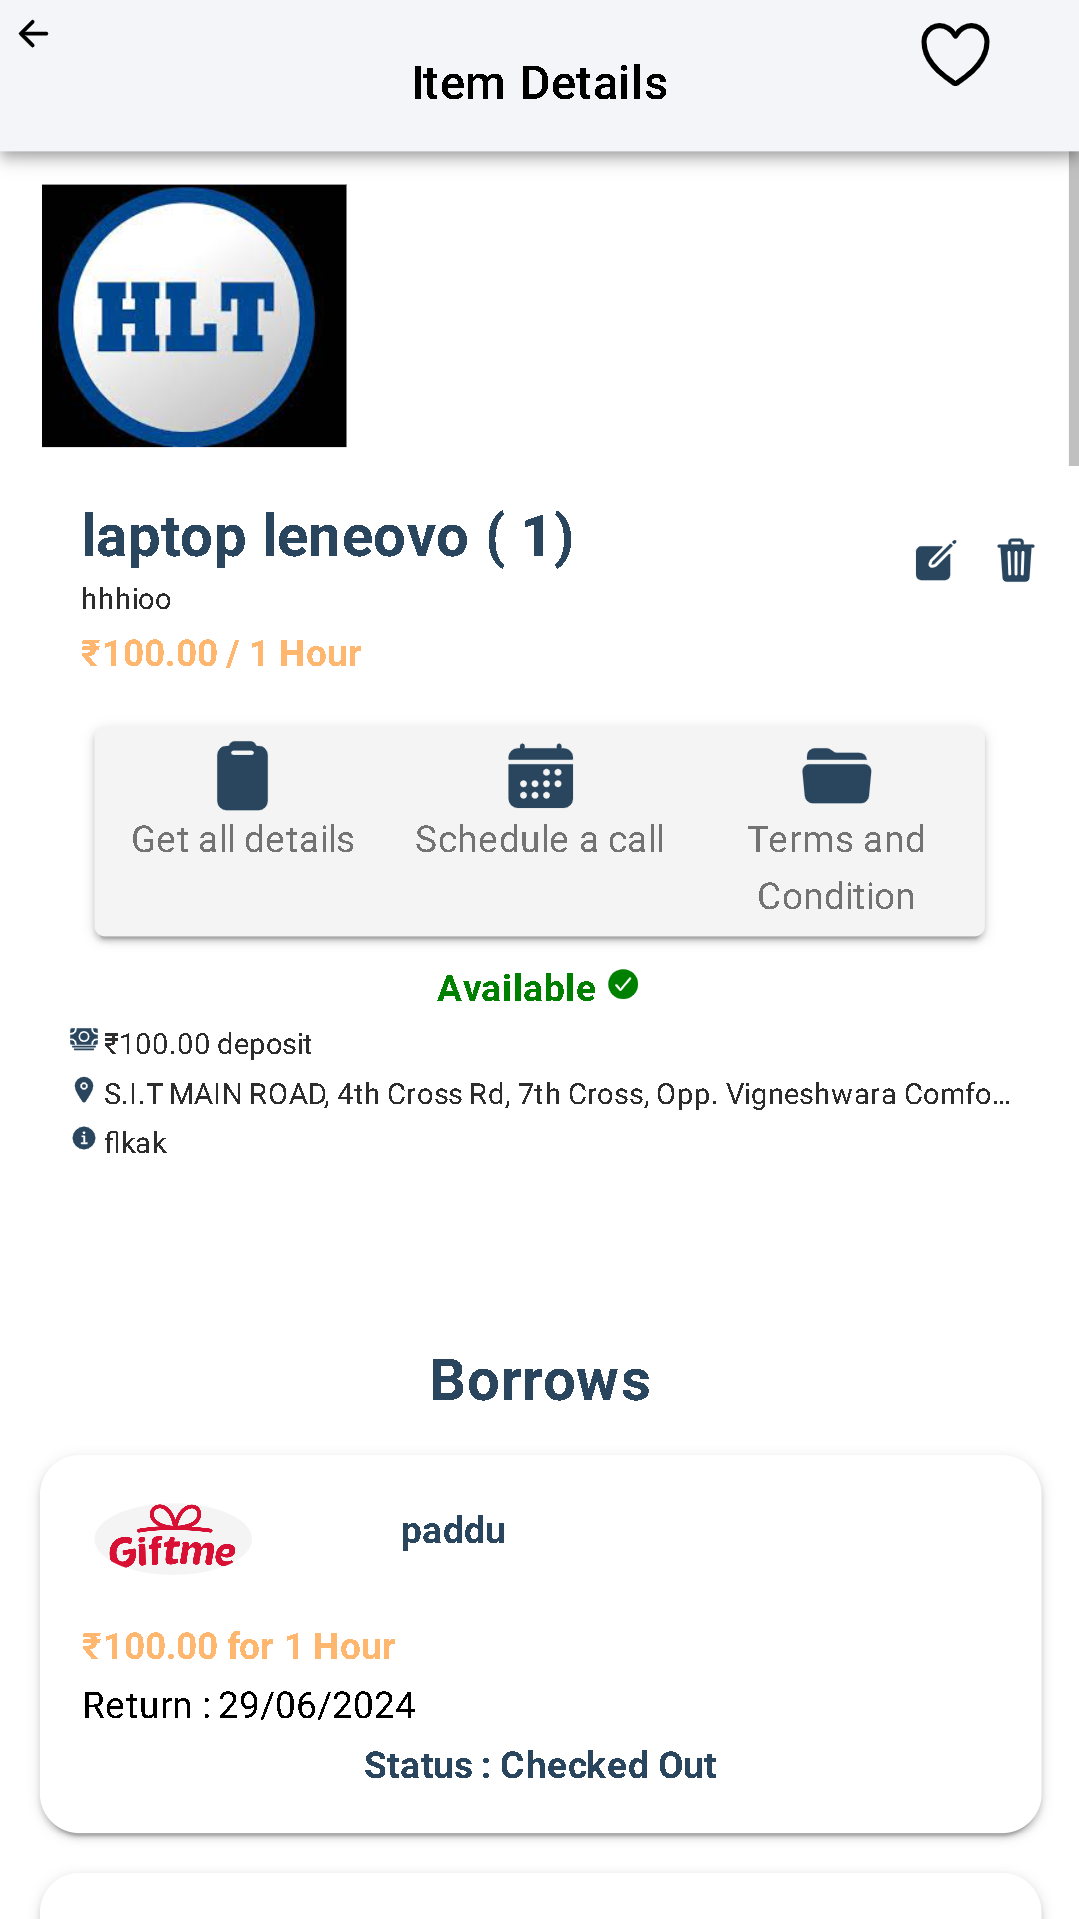 Item Details
HLT
laptop leneovo ( 1)
hhhioo
₹100.00 / 1 Hour
Get all details
Schedule a call
Terms and
Condition
Available
₹100.00 deposit
S.I.T MAIN ROAD, 4th Cross Rd, 7th Cross, Opp. Vigneshwara Comfo...
flkak
Borrows
Giftme
paddu
₹100.00 for 1 Hour
Return : 29/06/2024
Status : Checked Out